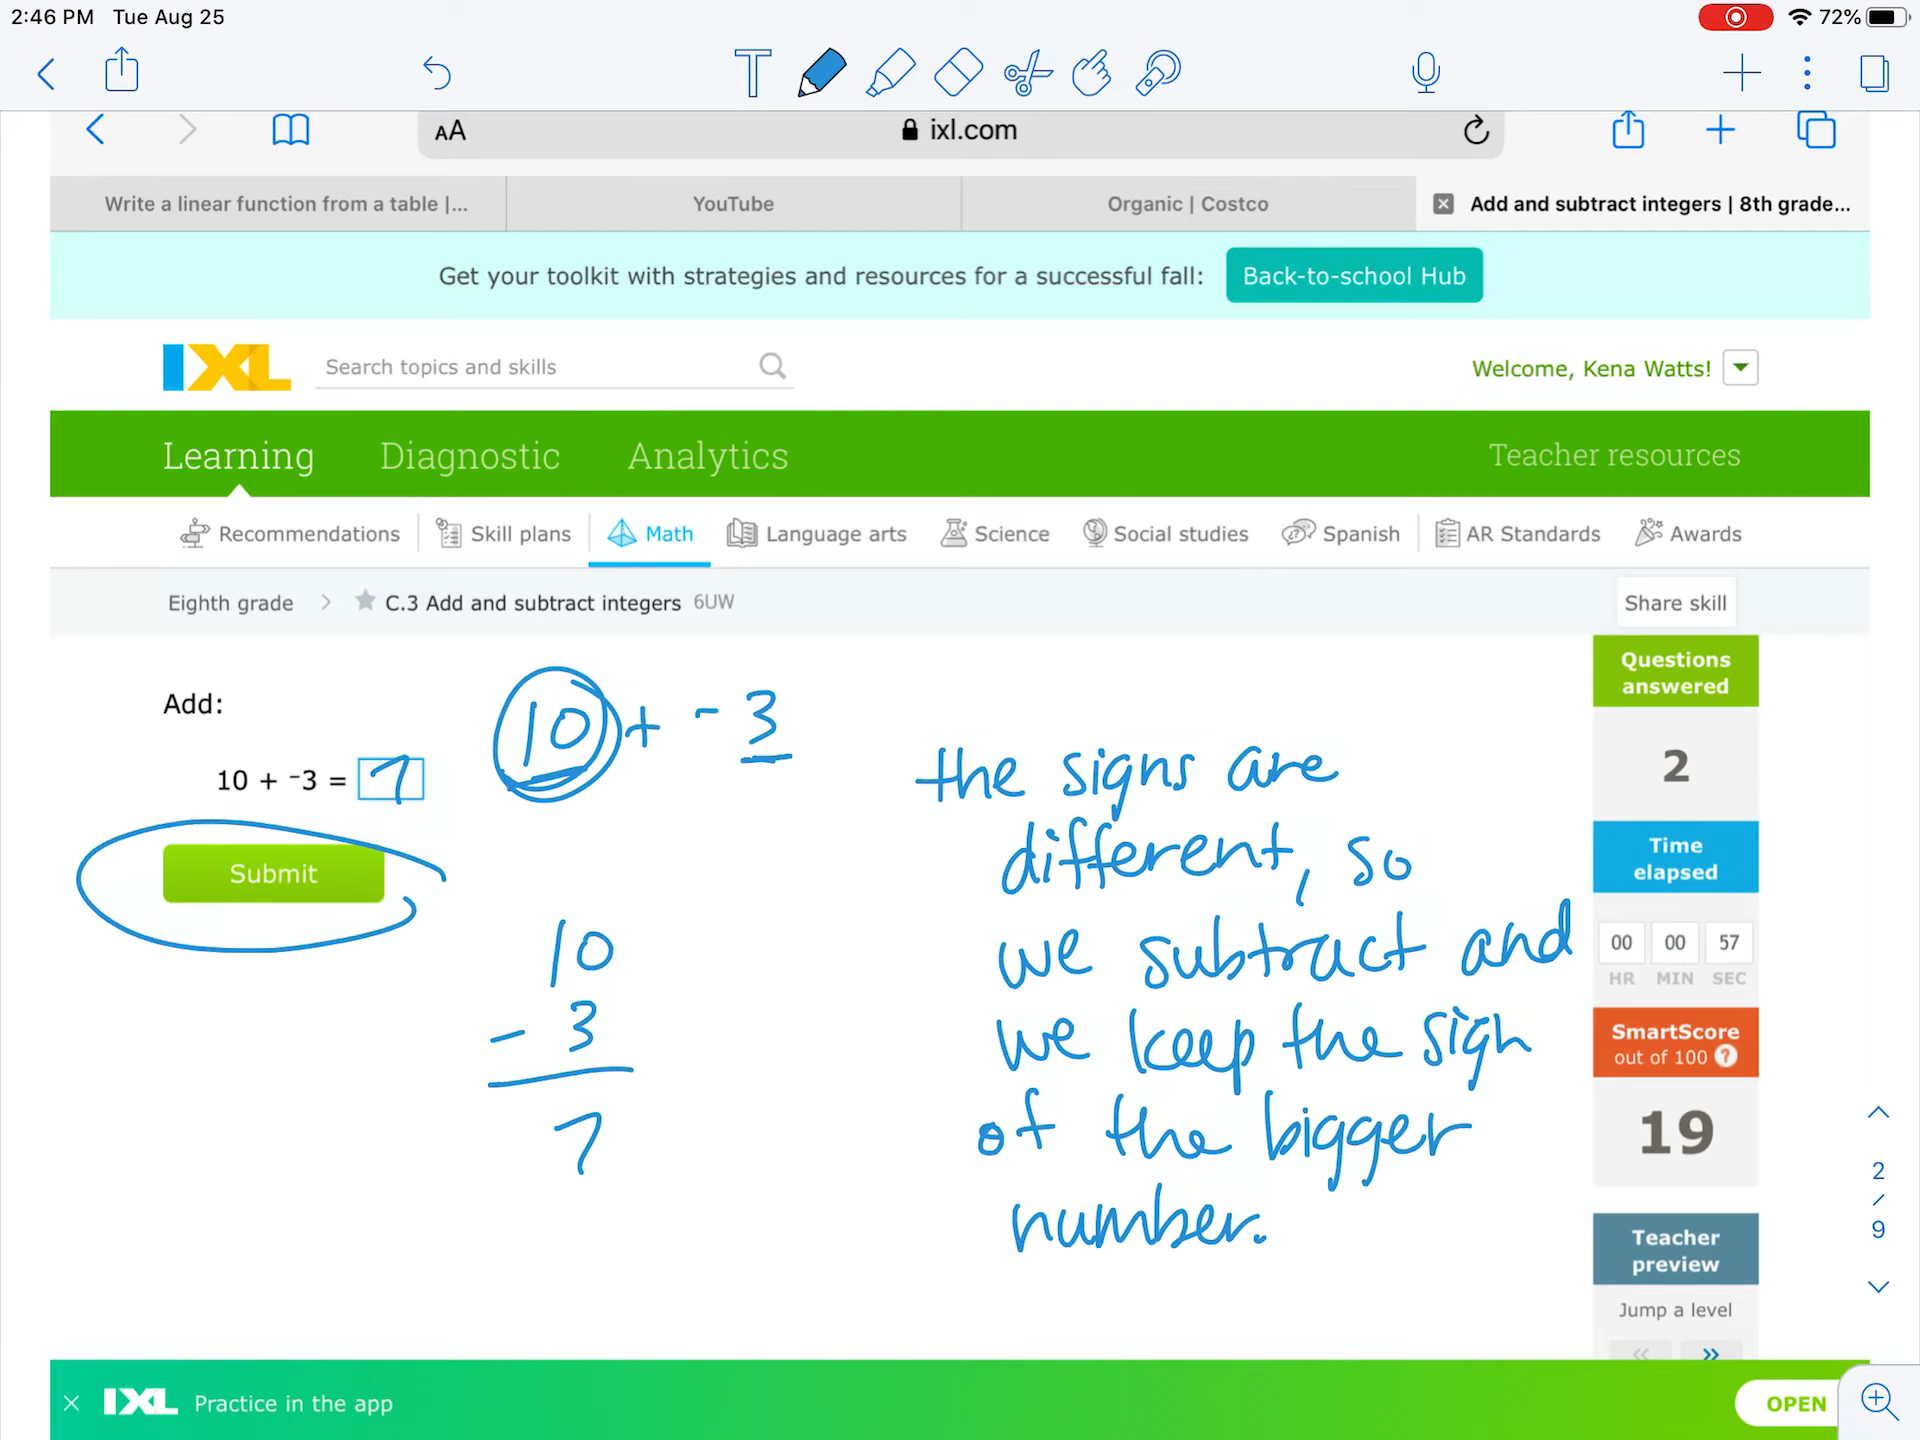 2:46 PM Tue Aug 25
72%
T
AA
ixl.com
Write a linear function from a table |...
YouTube
Organic | Costco
Add and subtract integers | 8th grade...
Get your toolkit with strategies and resources for a successful fall:
Back-to-school Hub
IXL
Search topics and skills
Welcome, Kena Watts!
Learning
Diagnostic
Analytics
Teacher resources
Recommendations
Skill plans
Math
Language arts
Science
Social studies
Spanish
AR Standards
Awards
Eighth grade > C.3 Add and subtract integers 6UW
Share skill
Add:
10 + -3 = 7
Submit
10 + - 3
10
- 3
7
the signs are
different, so
we subtract and
we keep the sign
of the bigger
number.
Questions
answered
2
Time
elapsed
00 00 57
HR MIN SEC
SmartScore
out of 100 ?
19
Teacher
preview
Jump a level
<< >>
2
/
9
× IXL Practice in the app
OPEN